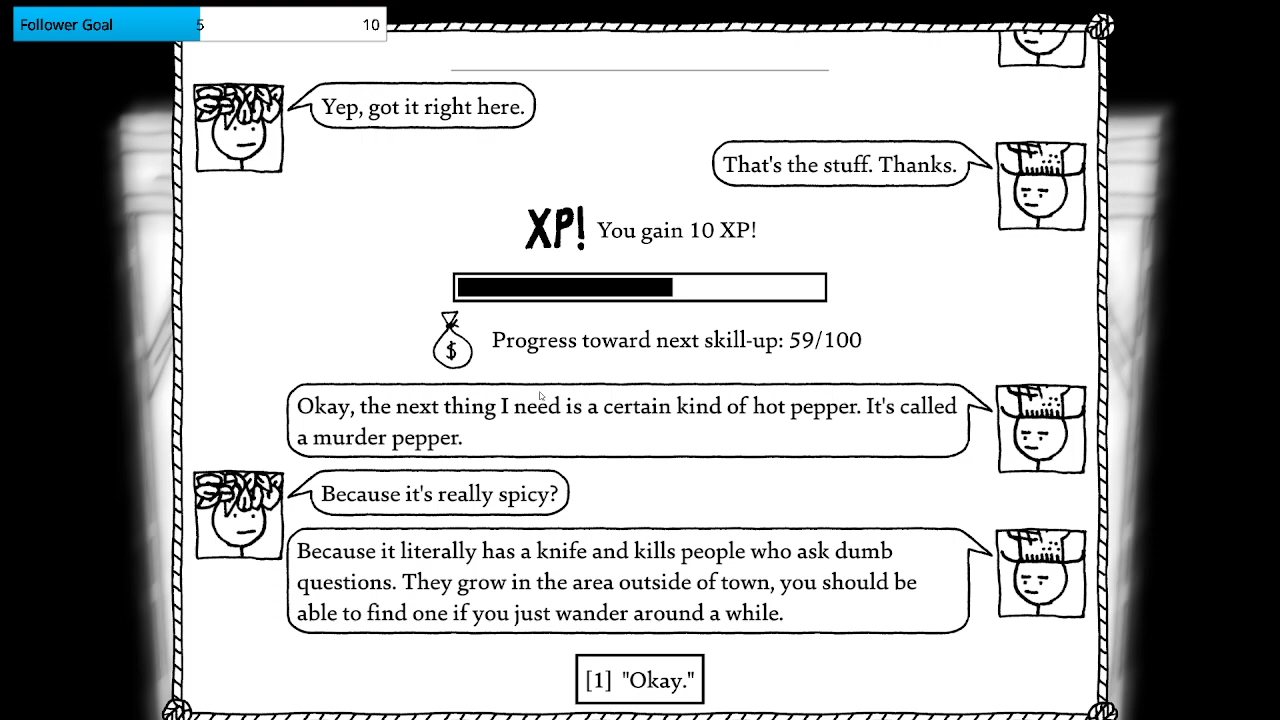 Follower Goal 5 10
Yep, got it right here.
That's the stuff. Thanks.
XP! You gain 10 XP!
$ Progress toward next skill-up: 59/100
Okay, the next thing I need is a certain kind of hot pepper. It's called
a murder pepper.
Because it's really spicy?
Because it literally has a knife and kills people who ask dumb
questions. They grow in the area outside of town, you should be
able to find one if you just wander around a while.
[1] "Okay."